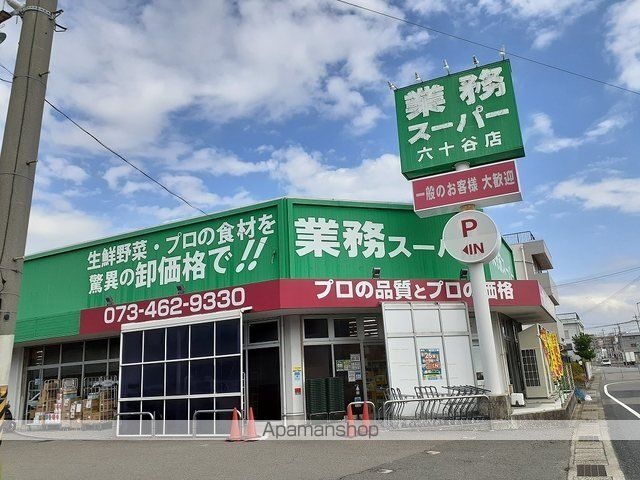 業務
スーパー
六十谷店
一般のお客様 大歓迎
P
IN
生鮮野菜・プロの食材を
驚異の卸価格で!!
業務スーパー
073-462-9330
プロの品質とプロの価格
Apamanshop